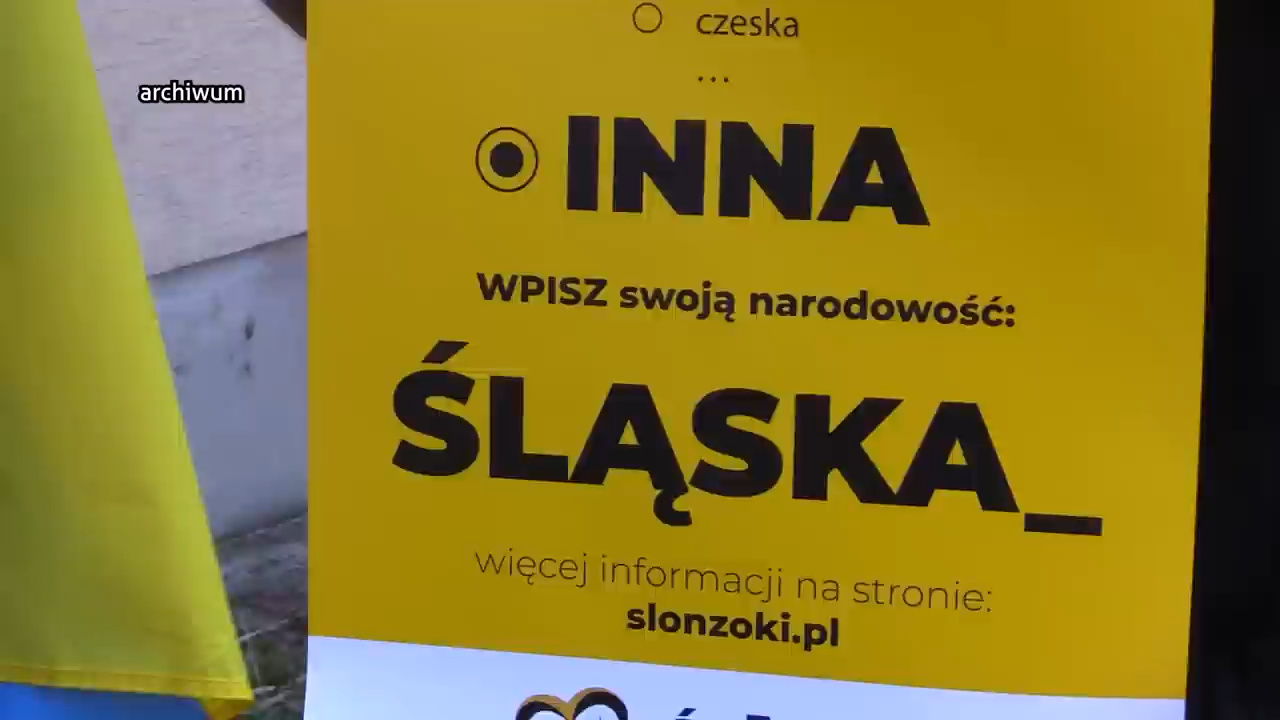 czeska
...
archiwum
INNA
WPISZ swoją narodowość:
ŚLĄSKA_
więcej informacji na stronie:
slonzoki.pl